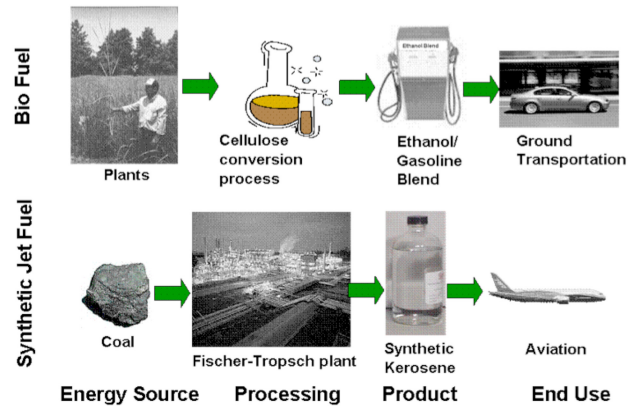 Bio Fuel
Ethanol Blend
Plants
Cellulose
conversion
process
Ethanol/
Gasoline
Blend
Ground
Transportation
Synthetic Jet Fuel
Coal
Fischer-Tropsch plant
Synthetic
Kerosene
Aviation
Energy Source
Processing
Product
End Use